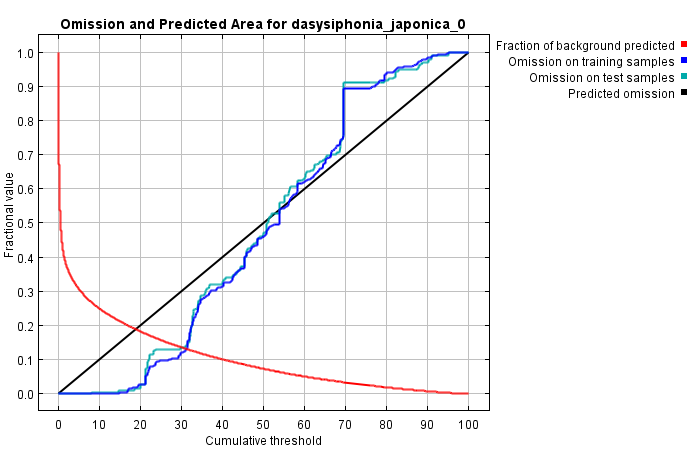 Omission and Predicted Area for dasysiphonia_japonica_0
Fraction of background predicted
Omission on training samples
Omission on test samples
Predicted omission
Fractional value
1.0
0.9
0.8
0.7
0.6
0.5
0.4
0.3
0.2
0.1
0.0
0 10 20 30 40 50 60 70 80 90 100
Cumulative threshold